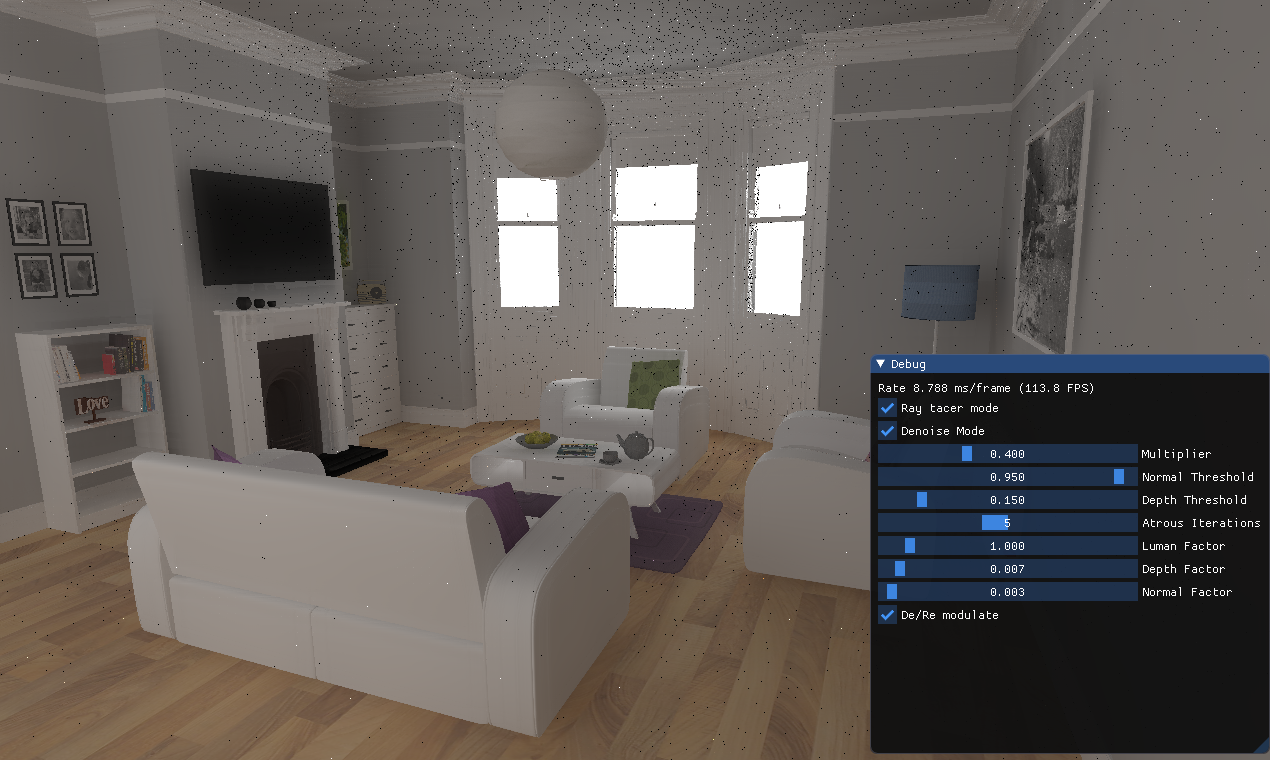 Love
Debug
Rate 8.788 ms/frame (113.8 FPS)
Ray tacer mode
Denoise Mode
0.400 Multiplier
0.950 Normal Threshold
0.150 Depth Threshold
5 Atrous Iterations
1.000 Luman Factor
0.007 Depth Factor
0.003 Normal Factor
De/Re modulate